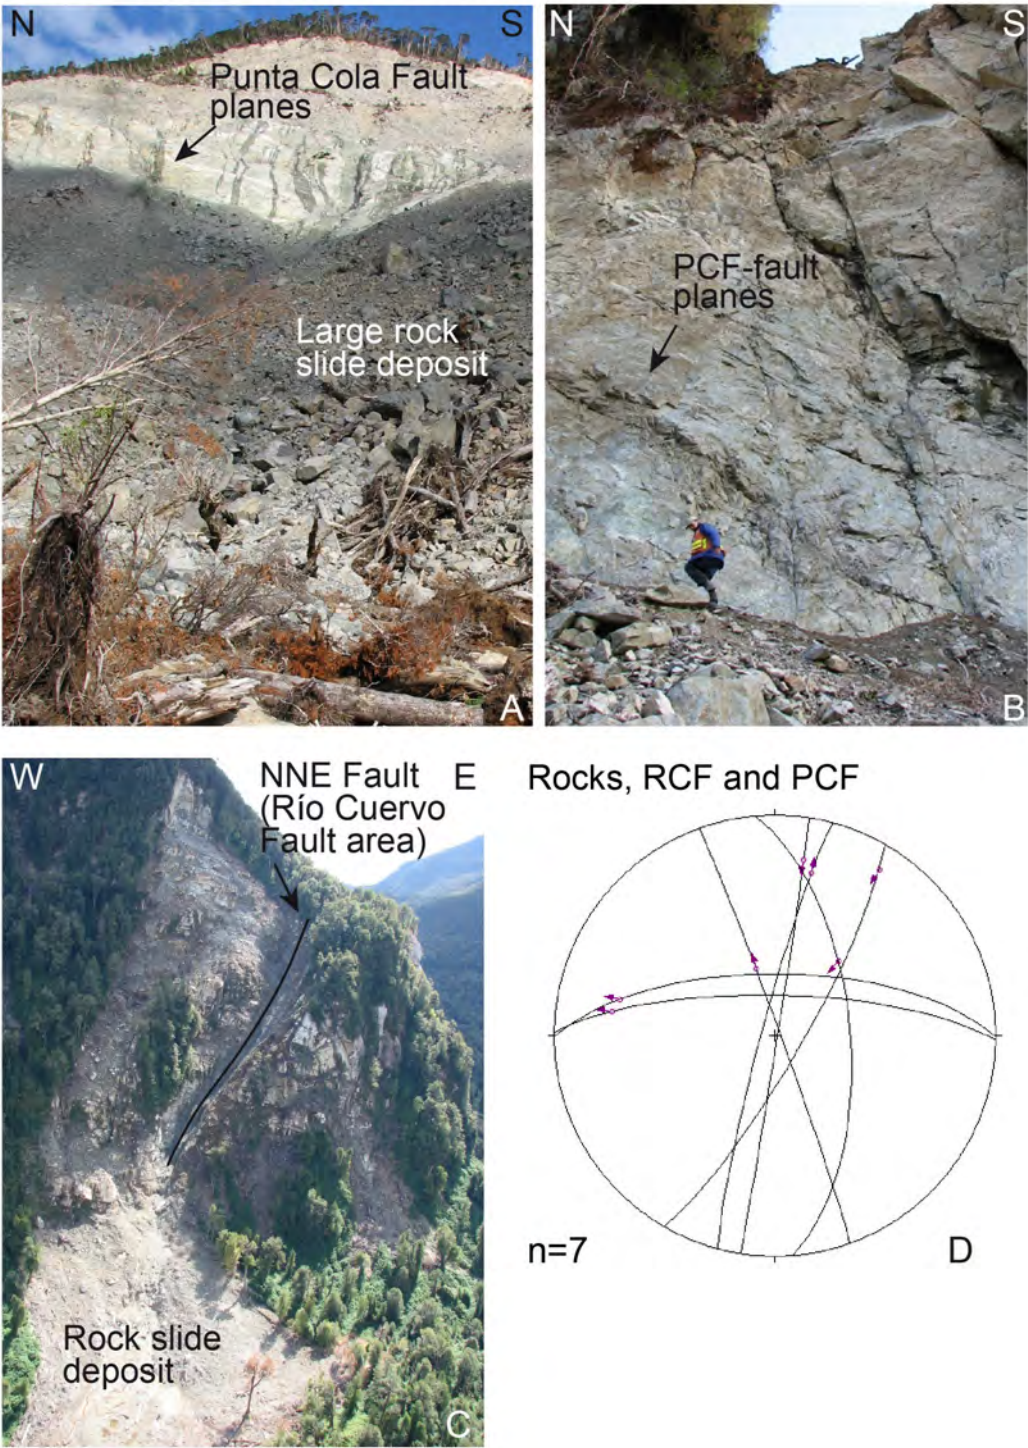 N
S
Punta Cola Fault
planes
Large rock
slide deposit
A
N
S
PCF-fault
planes
B
W
NNE Fault
(Río Cuervo
Fault area)
E
Rock slide
deposit
C
Rocks, RCF and PCF
n=7
D